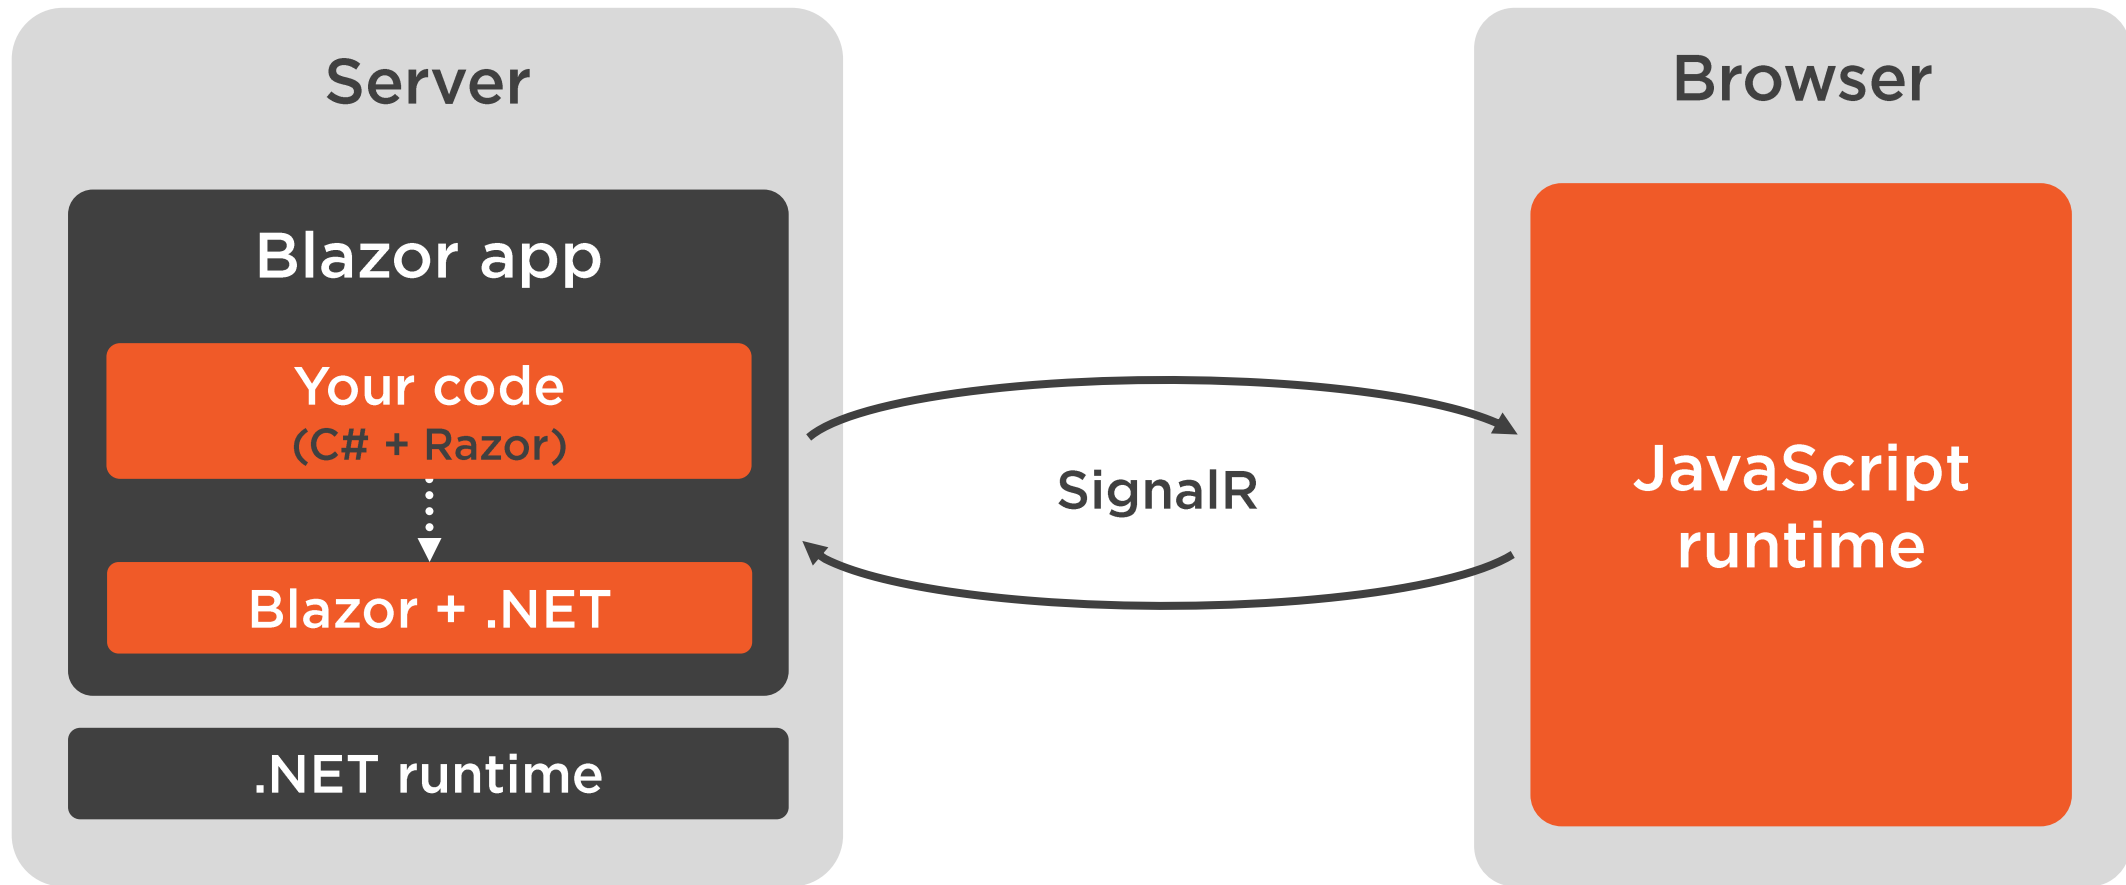 Server
Blazor app
Your code
(C# + Razor)
Blazor + .NET
.NET runtime
SignalR
Browser
JavaScript
runtime